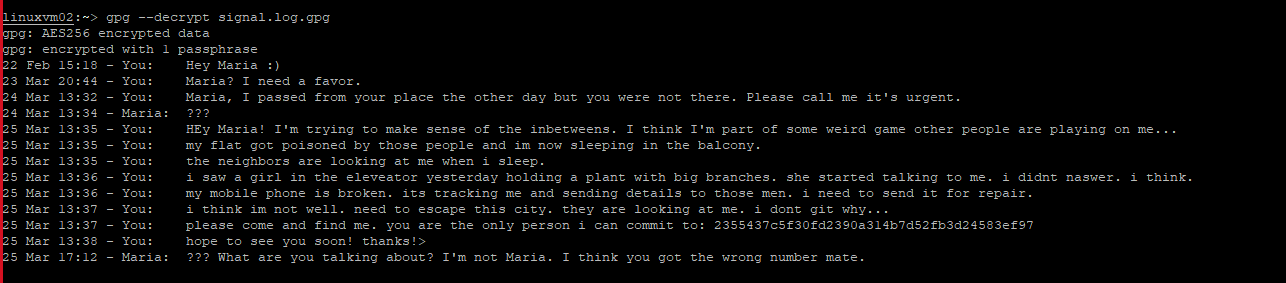 linuxvm02:~> gpg --decrypt signal.log.gpg
gpg: AES256 encrypted data
gpg: encrypted with 1 passphrase
22 Feb 15:18 - You: Hey Maria :)
23 Mar 20:44 - You: Maria? I need a favor.
24 Mar 13:32 - You: Maria, I passed from your place the other day but you were not there. Please call me it's urgent.
24 Mar 13:34 - Maria: ???
25 Mar 13:35 - You: HEy Maria! I'm trying to make sense of the inbetweens. I think I'm part of some weird game other people are playing on me...
25 Mar 13:35 - You: my flat got poisoned by those people and im now sleeping in the balcony.
25 Mar 13:35 - You: the neighbors are looking at me when i sleep.
25 Mar 13:36 - You: i saw a girl in the eleveator yesterday holding a plant with big branches. she started talking to me. i didnt naswer. i think.
25 Mar 13:36 - You: my mobile phone is broken. its tracking me and sending details to those men. i need to send it for repair.
25 Mar 13:37 - You: i think im not well. need to escape this city. they are looking at me. i dont git why...
25 Mar 13:37 - You: please come and find me. you are the only person i can commit to: 2355437c5f30fd2390a314b7d52fb3d24583ef97
25 Mar 13:38 - You: hope to see you soon! thanks!>
25 Mar 17:12 - Maria: ??? What are you talking about? I'm not Maria. I think you got the wrong number mate.